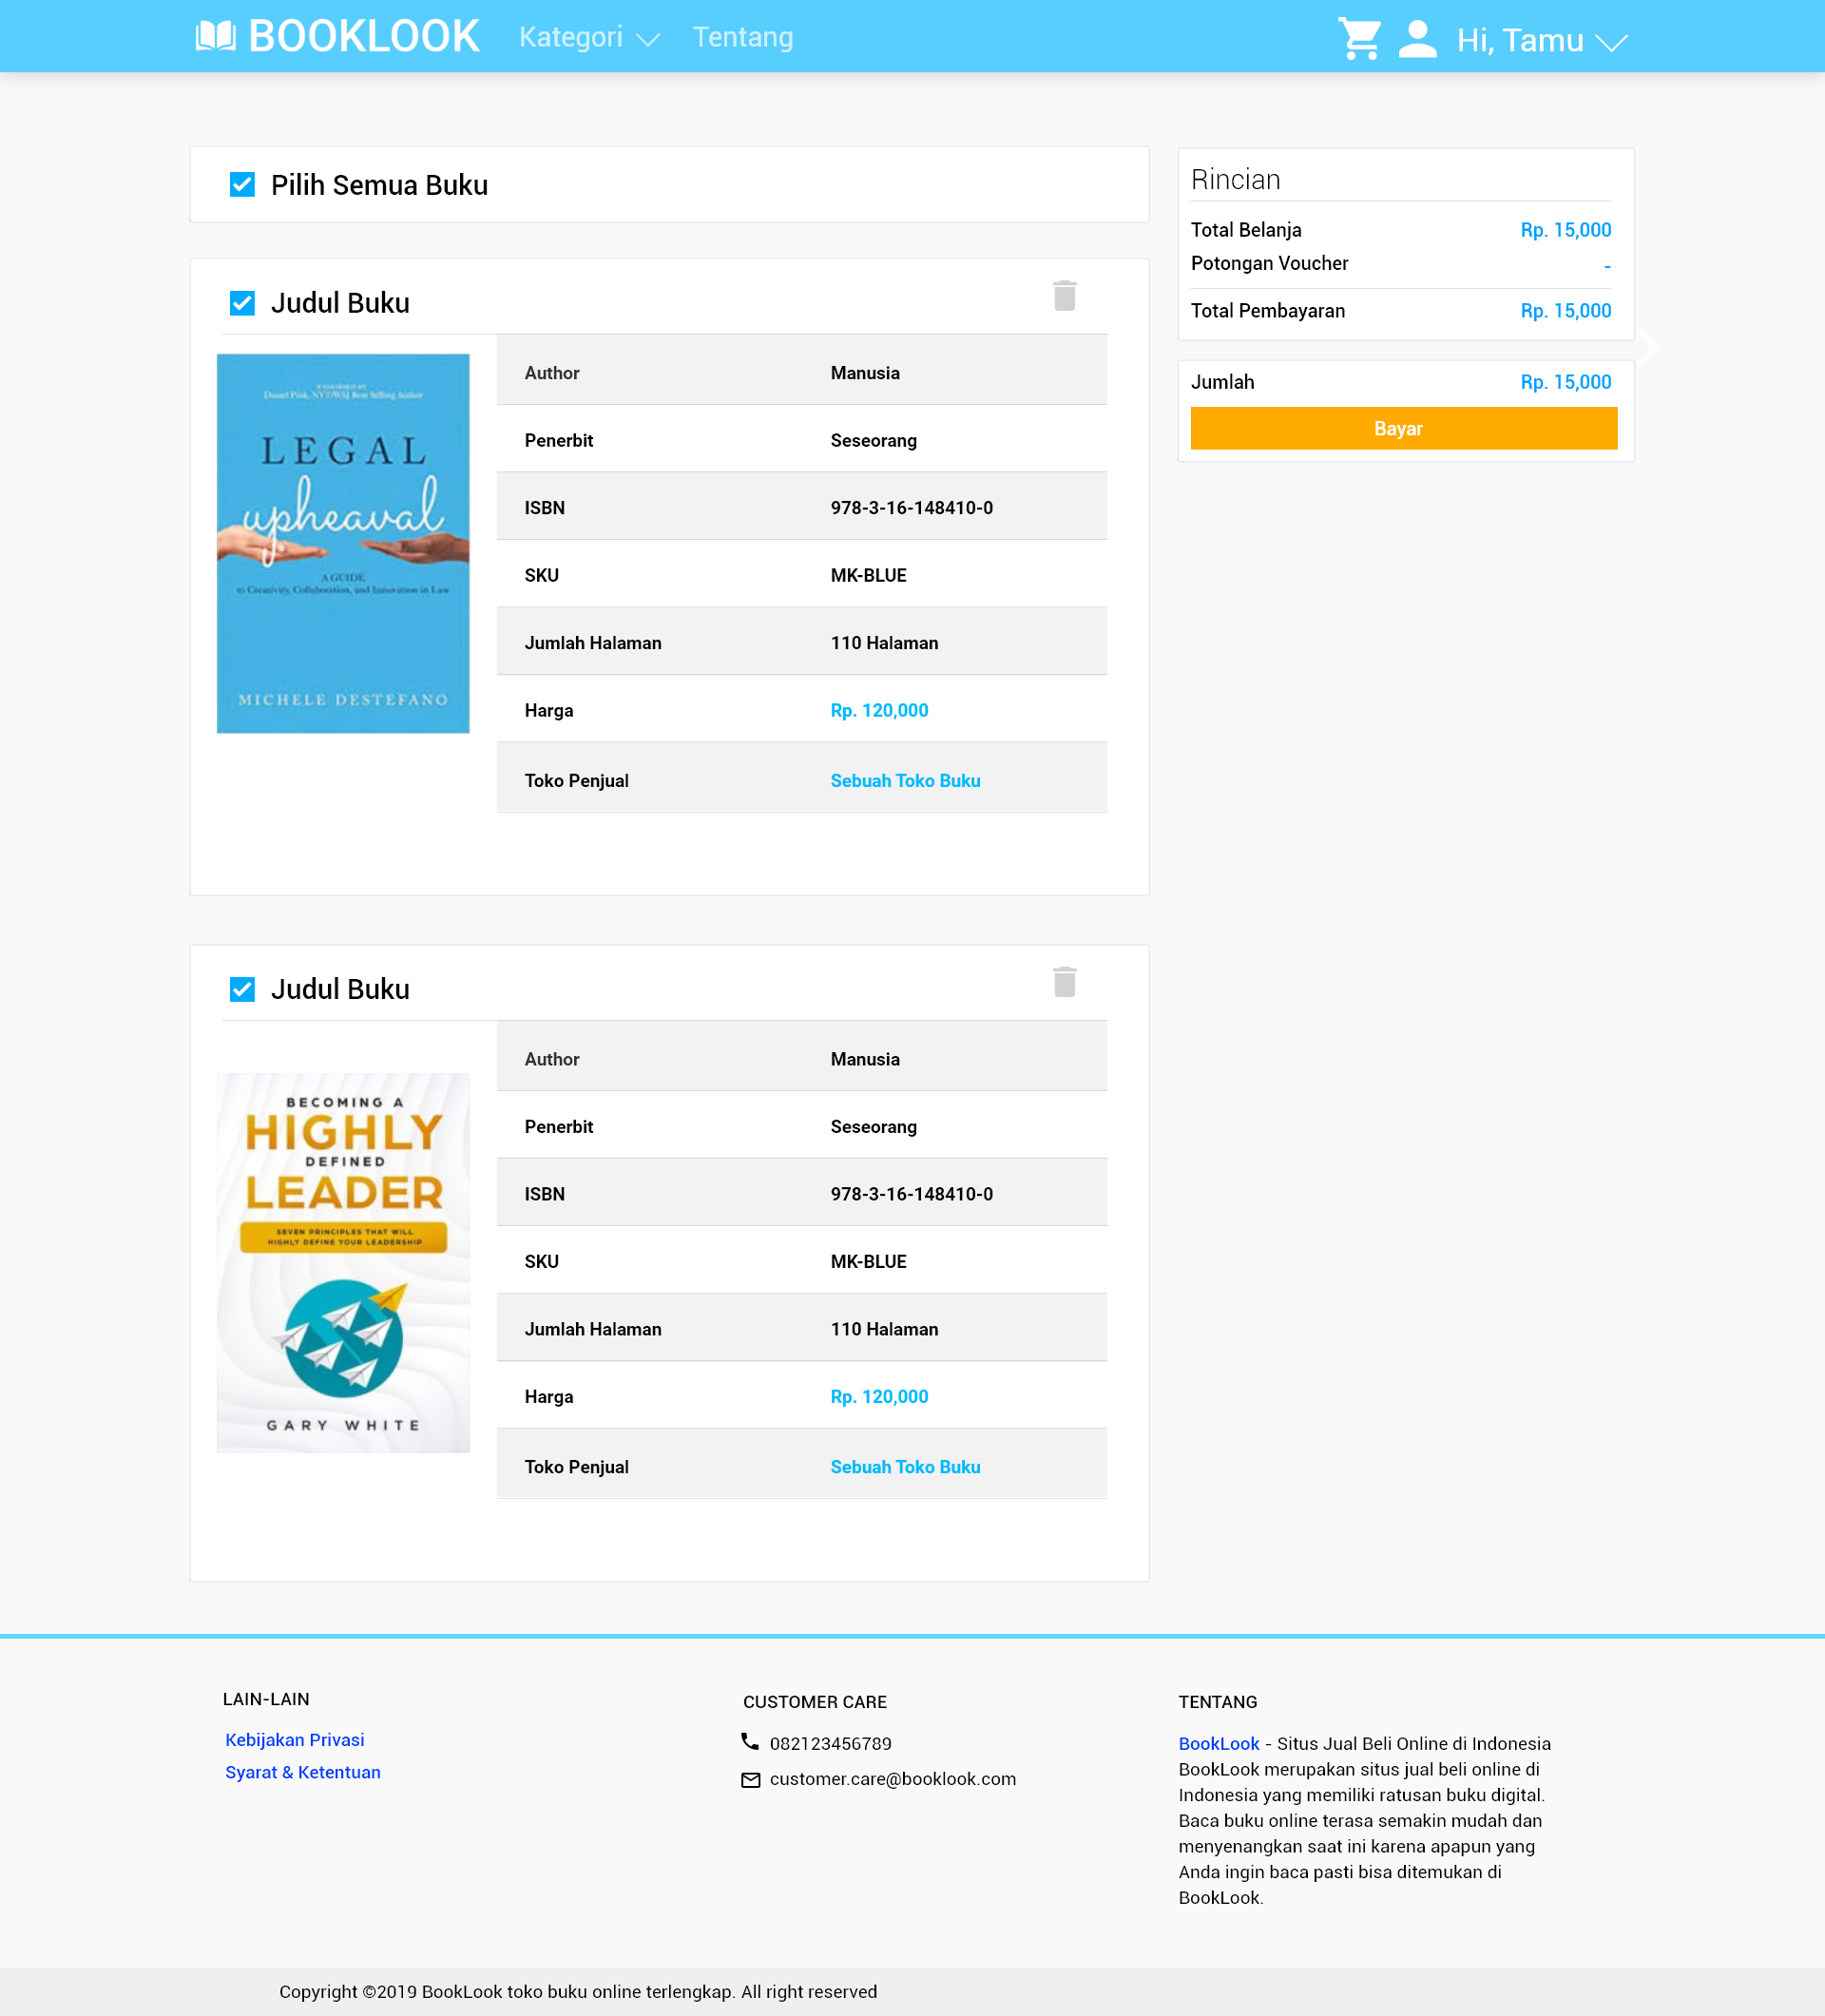 BOOKLOOK Kategori Tentang Hi, Tamu
Pilih Semua Buku
Judul Buku
ENDORSED BY
Daniel Pink, NYT/WSJ Best Selling Author
LEGAL
upheaval
A GUIDE
to Creativity, Collaboration, and Innovation in Law
MICHELE DESTEFANO
Author Manusia
Penerbit Seseorang
ISBN 978-3-16-148410-0
SKU MK-BLUE
Jumlah Halaman 110 Halaman
Harga Rp. 120,000
Toko Penjual Sebuah Toko Buku
Judul Buku
BECOMING A
HIGHLY
DEFINED
LEADER
SEVEN PRINCIPLES THAT WILL
HIGHLY DEFINE YOUR LEADERSHIP
GARY WHITE
Author Manusia
Penerbit Seseorang
ISBN 978-3-16-148410-0
SKU MK-BLUE
Jumlah Halaman 110 Halaman
Harga Rp. 120,000
Toko Penjual Sebuah Toko Buku
Rincian
Total Belanja Rp. 15,000
Potongan Voucher -
Total Pembayaran Rp. 15,000
Jumlah Rp. 15,000
Bayar
LAIN-LAIN
Kebijakan Privasi
Syarat & Ketentuan
CUSTOMER CARE
082123456789
customer.care@booklook.com
TENTANG
BookLook - Situs Jual Beli Online di Indonesia
BookLook merupakan situs jual beli online di
Indonesia yang memiliki ratusan buku digital.
Baca buku online terasa semakin mudah dan
menyenangkan saat ini karena apapun yang
Anda ingin baca pasti bisa ditemukan di
BookLook.
Copyright ©2019 BookLook toko buku online terlengkap. All right reserved